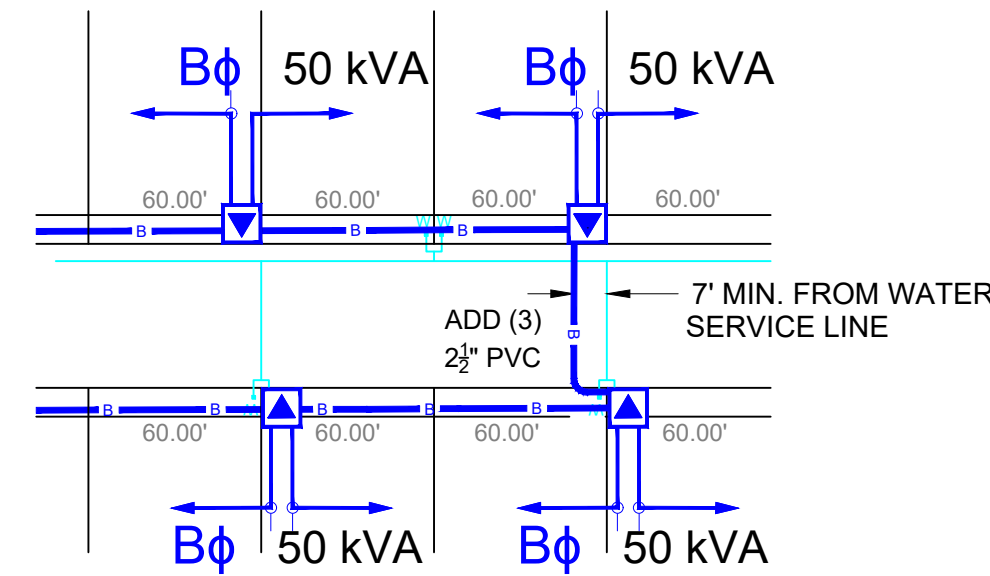 Bϕ 50 kVA Bϕ 50 kVA
60.00' 60.00' 60.00' 60.00'
B B W W B
7' MIN. FROM WATER
SERVICE LINE
ADD (3)
2½" PVC
B
B B W B B B W
60.00' 60.00' 60.00' 60.00'
Bϕ 50 kVA Bϕ 50 kVA